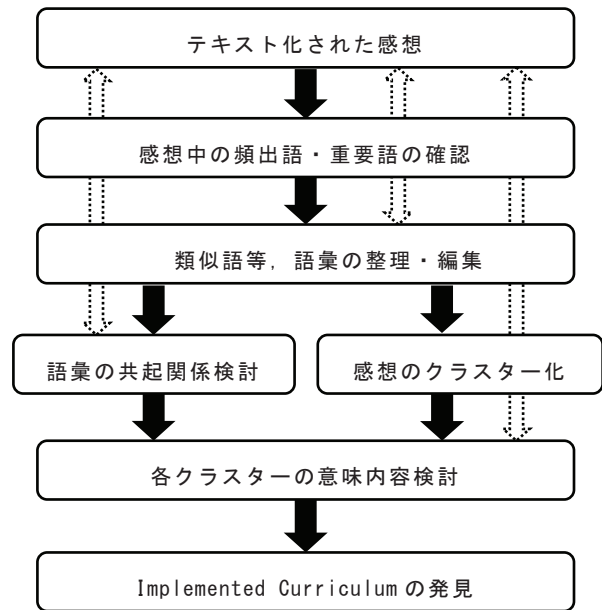 テキスト化された感想
感想中の頻出語・重要語の確認
類似語等，語彙の整理・編集
語彙の共起関係検討
感想のクラスター化
各クラスターの意味内容検討
Implemented Curriculum の発見